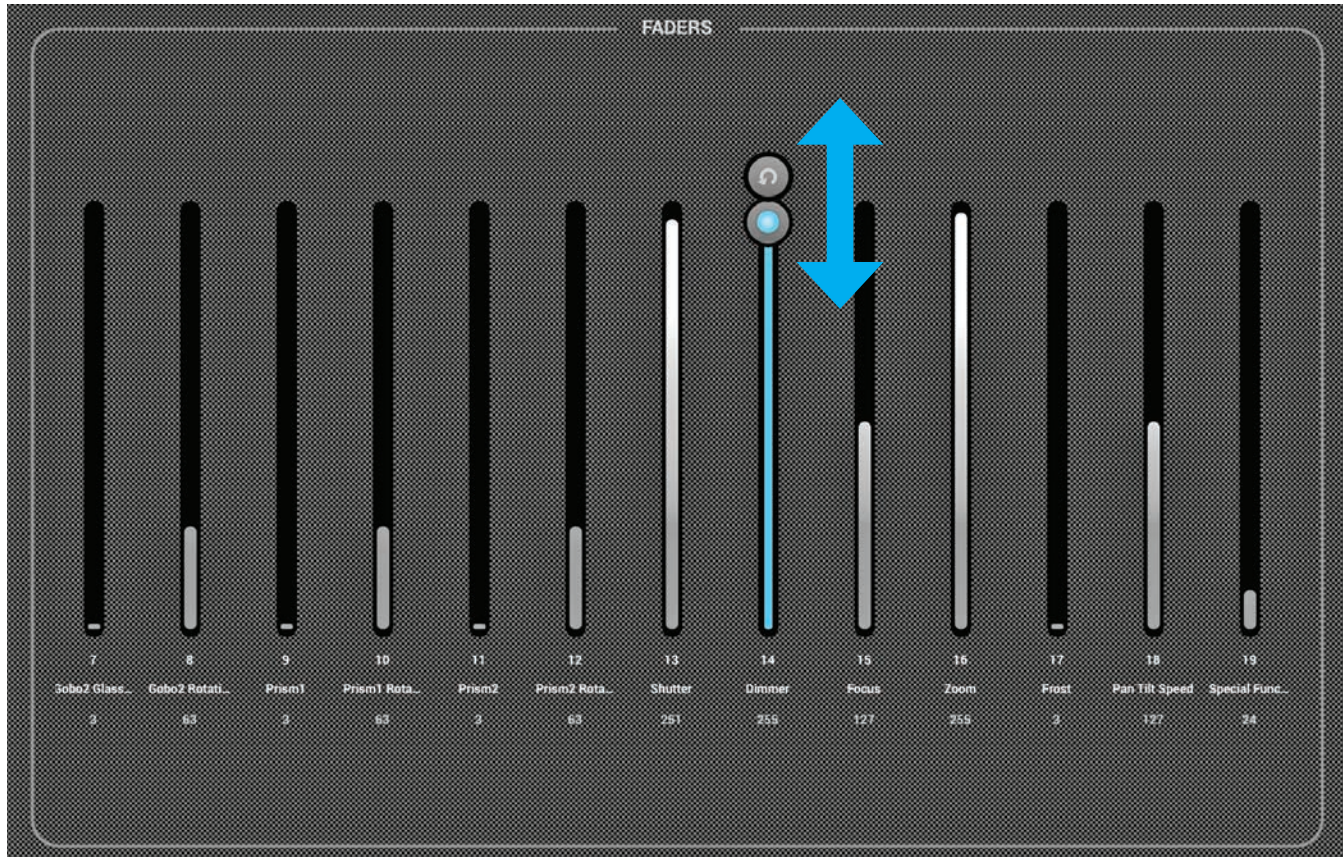 FADERS
7 8 9 10 11 12 13 14 15 16 17 18 19
Gobo2 Glass... Gobo2 Rotati... Prism1 Prism1 Rota... Prism2 Prism2 Rota... Shutter Dimmer Focus Zoom Frost Pan Tilt Speed Special Func...
3 63 3 63 3 63 251 255 127 255 3 127 24